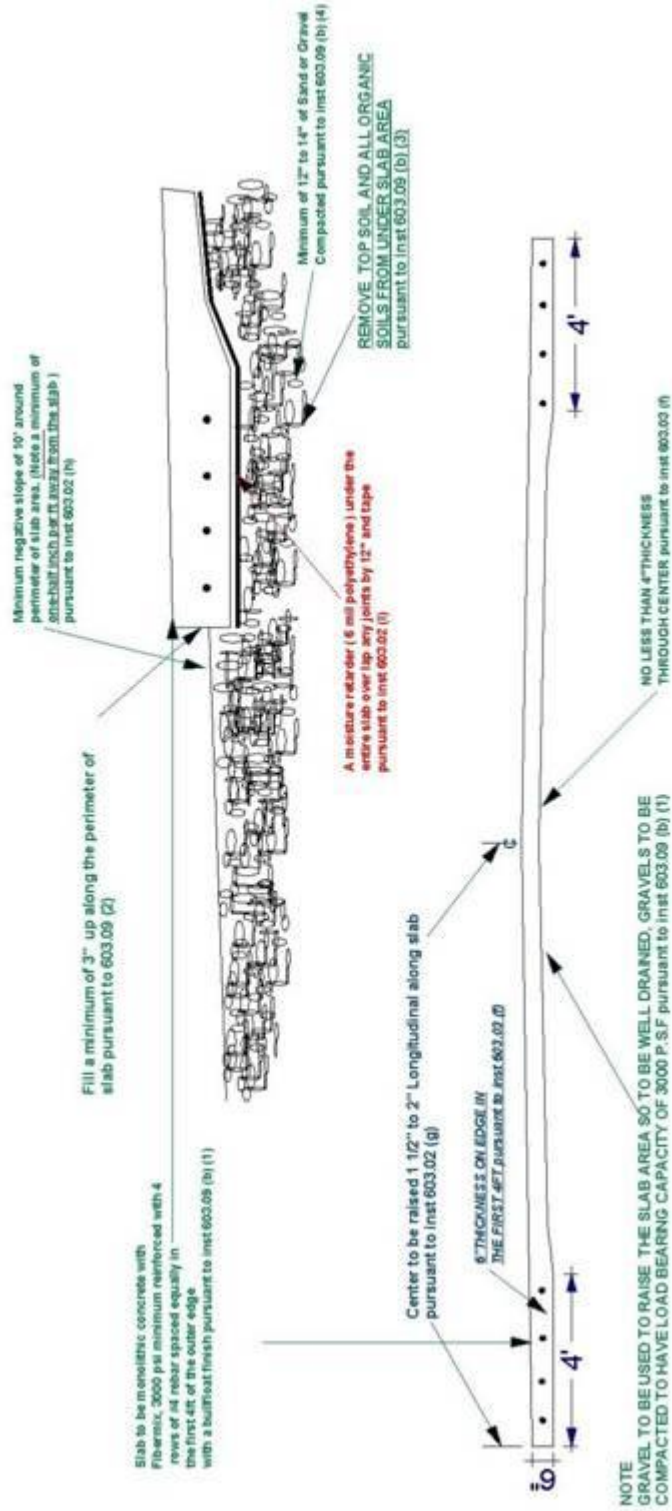 Minimum negative slope of 10' around
perimeter of slab area. (Note a minimum of
one-half inch per ft away from the slab )
pursuant to inst 603.02 (h)
Fill a minimum of 3" up along the perimeter of
slab pursuant to 603.09 (2)
Slab to be monolithic concrete with
Fibermix, 3000 psi minimum reinforced with 4
rows of #4 rebar spaced equally in
the first 4ft of the outer edge
with a bullfloat finish pursuant to inst 603.09 (b) (1)
Minimum of 12" to 14" of Sand or Gravel
Compacted pursuant to inst 603.09 (b) (4)
REMOVE TOP SOIL AND ALL ORGANIC
SOILS FROM UNDER SLAB AREA
pursuant to inst 603.09 (b) (3)
A moisture retarder ( 6 mil polyethylene ) under the
entire slab over lap any joints by 12" and tape
pursuant to inst 603.02 (i)
Center to be raised 1 1/2" to 2" Longitudinal along slab
pursuant to inst 603.02 (g)
6" THICKNESS ON EDGE IN
THE FIRST 4FT pursuant to inst 603.03 (f)
6"
4'
4'
NO LESS THAN 4" THICKNESS
THROUGH CENTER pursuant to inst 603.03 (f)
NOTE
GRAVEL TO BE USED TO RAISE THE SLAB AREA SO TO BE WELL DRAINED, GRAVELS TO BE
COMPACTED TO HAVE LOAD BEARING CAPACITY OF 3000 P.S.F pursuant to inst 603.09 (b) (1)